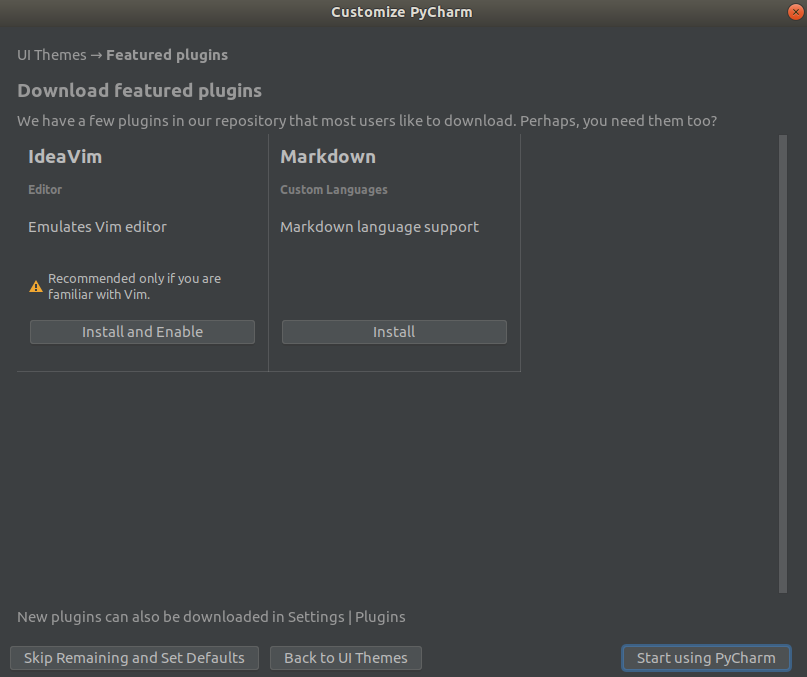 Customize PyCharm
UI Themes → Featured plugins
Download featured plugins
We have a few plugins in our repository that most users like to download. Perhaps, you need them too?
IdeaVim
Editor
Emulates Vim editor
Recommended only if you are
familiar with Vim.
Install and Enable
Markdown
Custom Languages
Markdown language support
Install
New plugins can also be downloaded in Settings | Plugins
Skip Remaining and Set Defaults
Back to UI Themes
Start using PyCharm